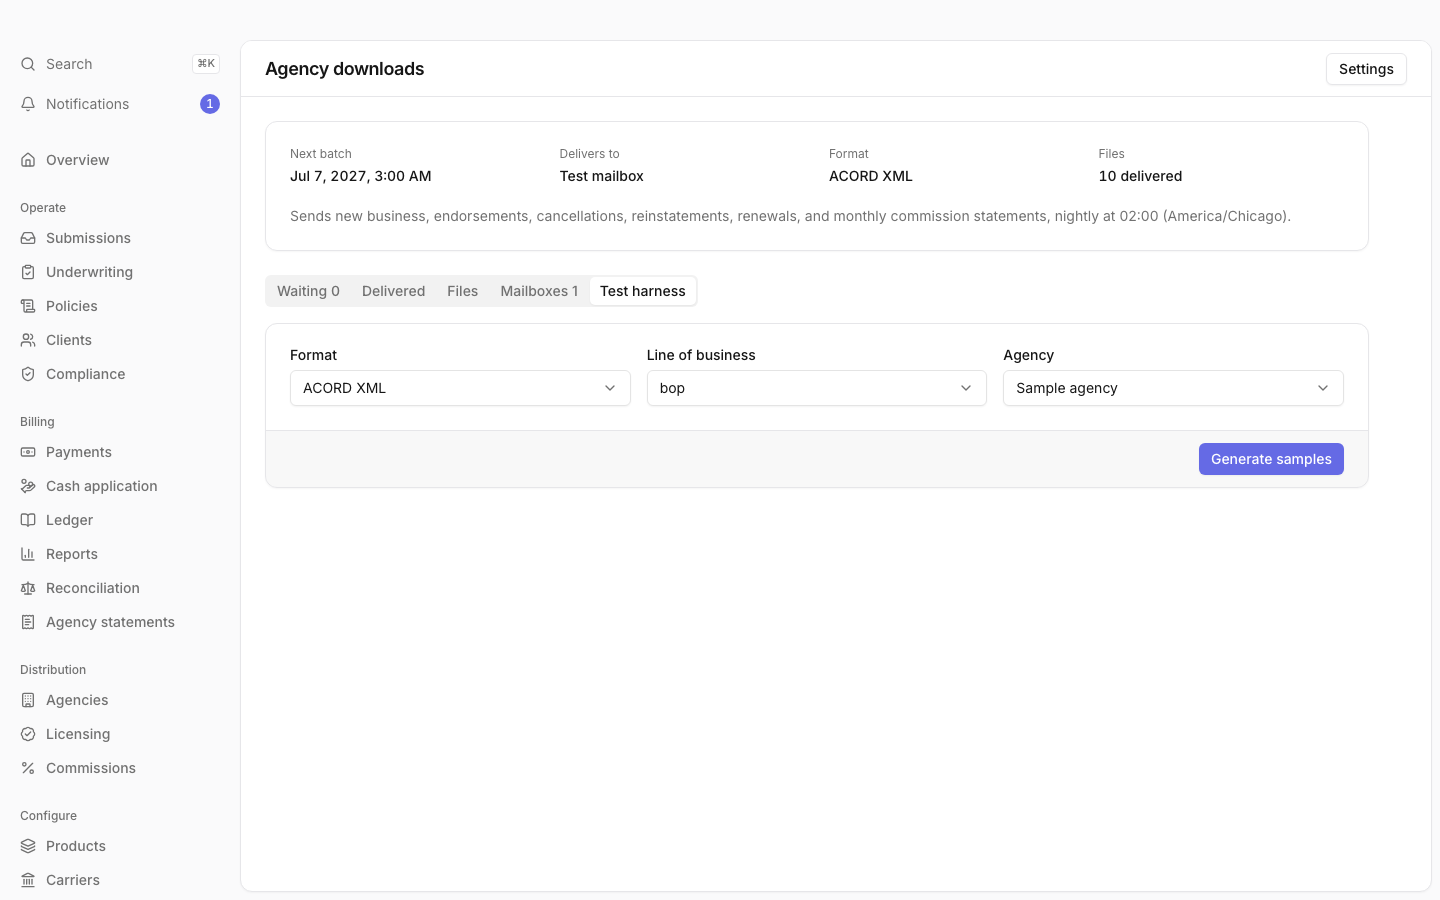 Search
⌘K
Notifications
1
Overview
Operate
Submissions
Underwriting
Policies
Clients
Compliance
Billing
Payments
Cash application
Ledger
Reports
Reconciliation
Agency statements
Distribution
Agencies
Licensing
Commissions
Configure
Products
Carriers
Agency downloads
Settings
Next batch
Jul 7, 2027, 3:00 AM
Delivers to
Test mailbox
Format
ACORD XML
Files
10 delivered
Sends new business, endorsements, cancellations, reinstatements, renewals, and monthly commission statements, nightly at 02:00 (America/Chicago).
Waiting 0
Delivered
Files
Mailboxes 1
Test harness
Format
ACORD XML
Line of business
bop
Agency
Sample agency
Generate samples